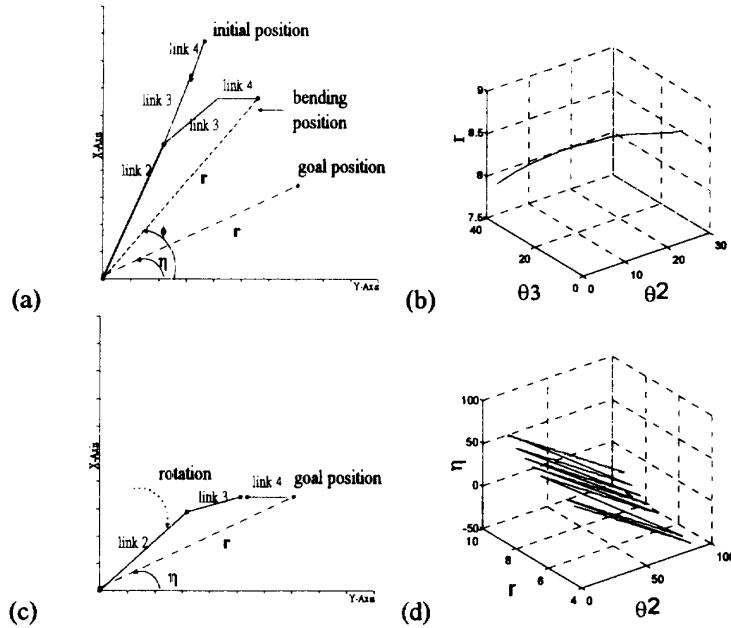 link 4
initial position
link 4
link 3
link 3
bending
position
link 2
r
goal position
r
ϕ
η
X-Axis
Y-Axis
(a)
9
8.5
r
8
7.5
40
20
0
0
10
20
30
θ3
θ2
(b)
X-Axis
rotation
link 3
link 4
goal position
link 2
r
η
Y-Axis
(c)
100
50
η
0
-50
10
8
6
4
0
50
100
r
θ2
(d)